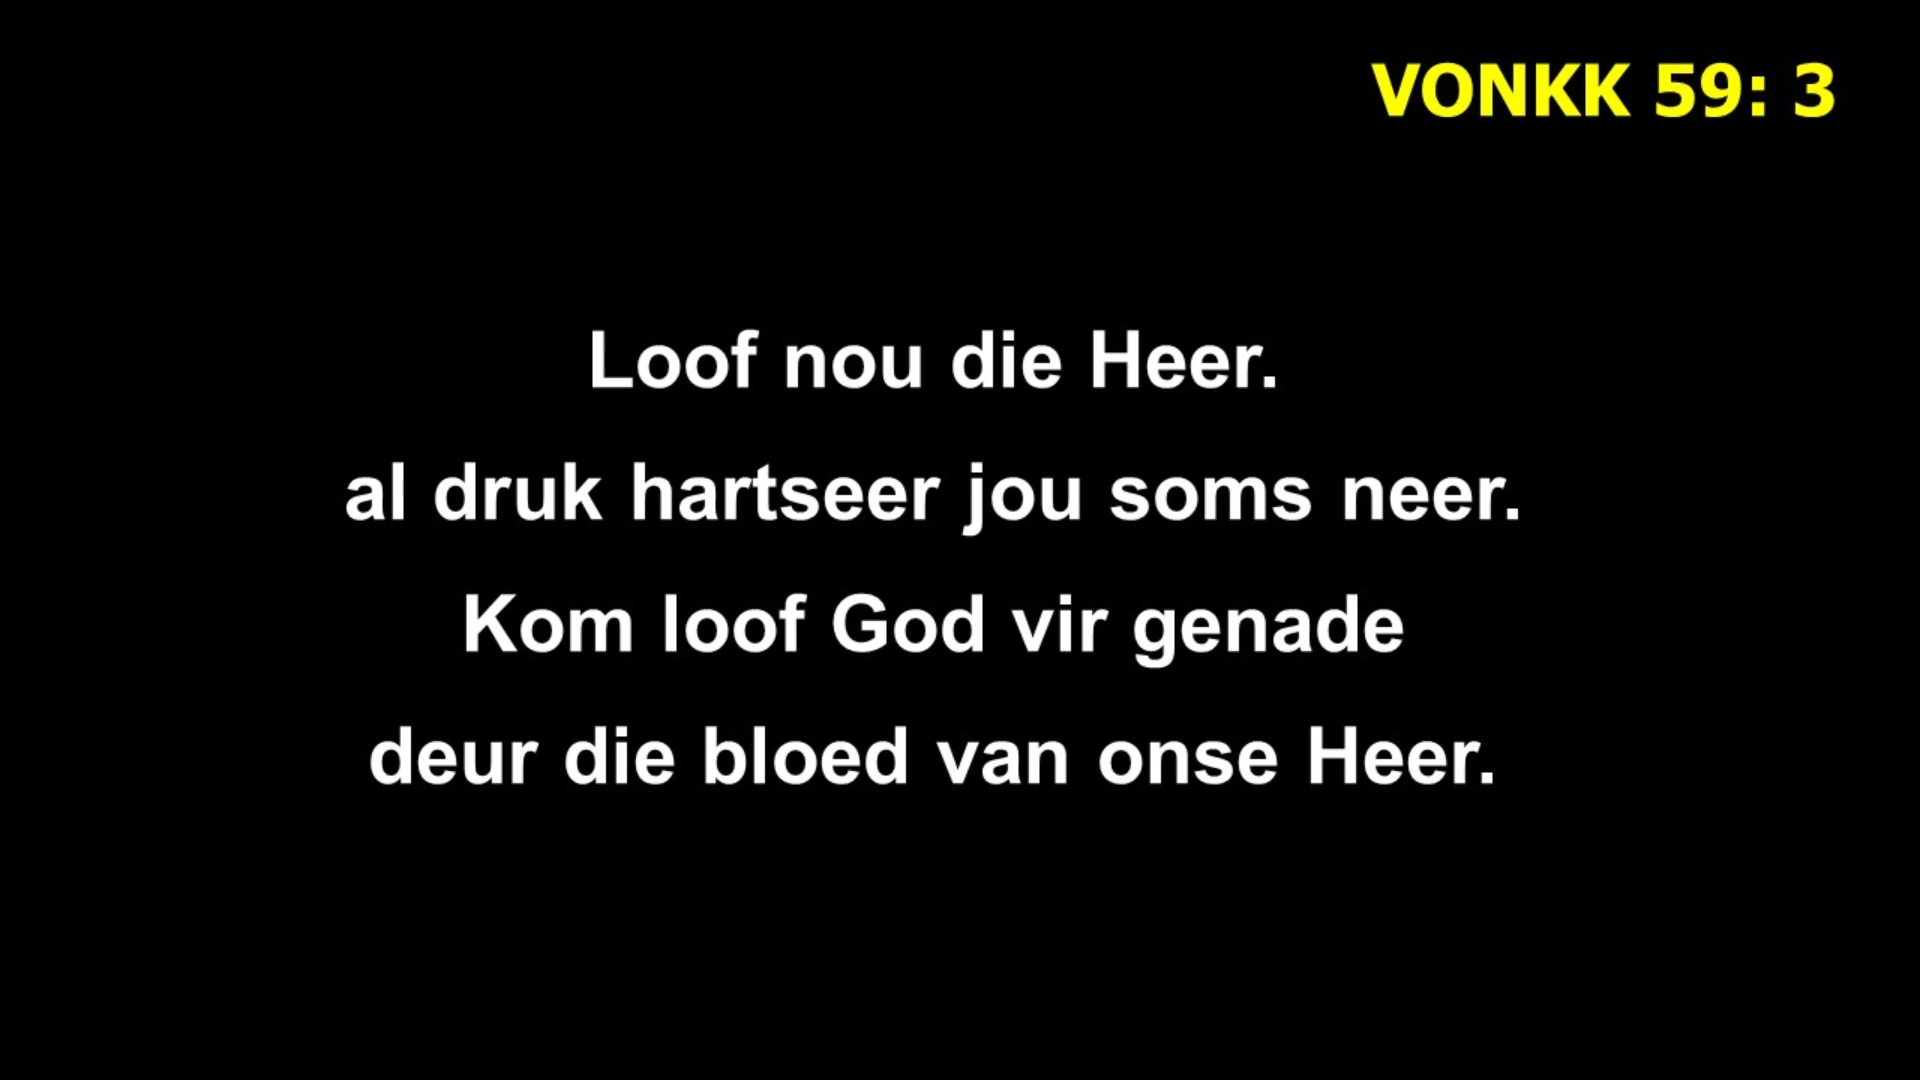 VONKK 59: 3
Loof nou die Heer.
al druk hartseer jou soms neer.
Kom loof God vir genade
deur die bloed van onse Heer.